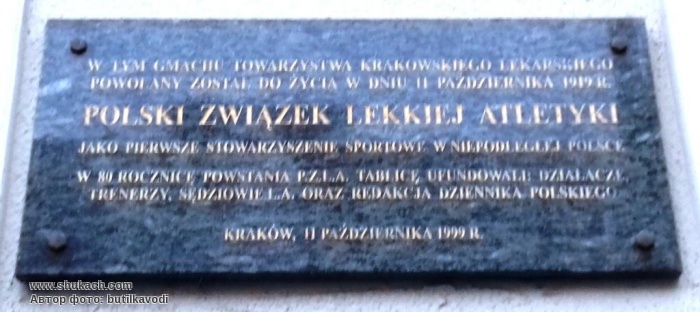 W TYM GMACHU TOWARZYSTWA KRAKOWSKIEGO LEKARSKIEGO
POWOŁANY ZOSTAŁ DO ŻYCIA W DNIU 11 PAŹDZIERNIKA 1919 R.
POLSKI ZWIĄZEK LEKKIEJ ATLETYKI
JAKO PIERWSZE STOWARZYSZENIE SPORTOWE W NIEPODLEGŁEJ POLSCE
W 80 ROCZNICĘ POWSTANIA P.Z.L.A. TABLICĘ UFUNDOWALI: DZIAŁACZE,
TRENERZY, SĘDZIOWIE L.A. ORAZ REDAKCJA DZIENNIKA POLSKIEGO
KRAKÓW, 11 PAŹDZIERNIKA 1999 R.
www.shukach.com
Автор фото: butilkavodi